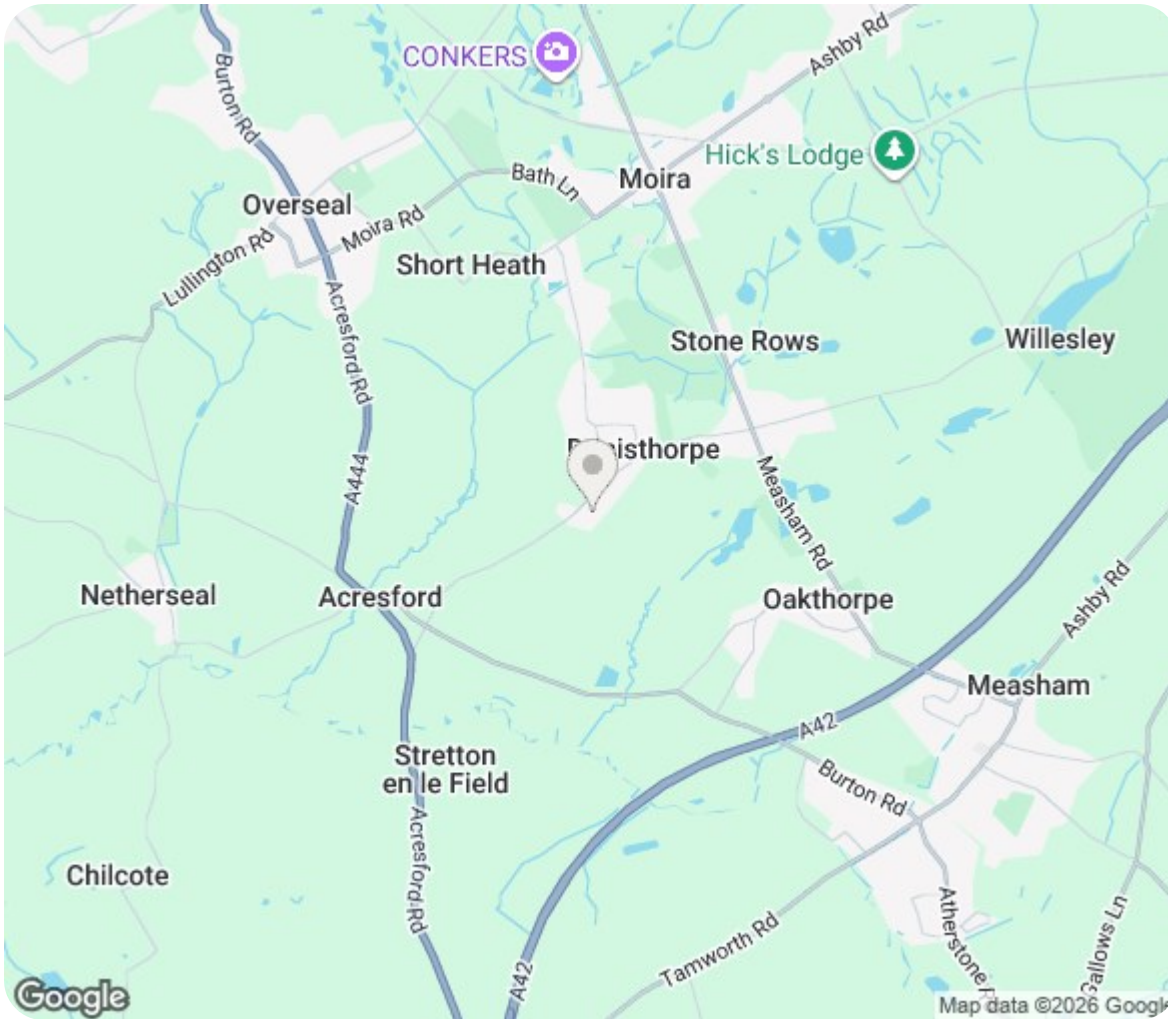 CONKERS
Ashby Rd
Burton Rd
Hick's Lodge
Bath Ln
Moira
Overseal
Moira Rd
Lullington Rd
Short Heath
Acresford Rd
Stone Rows
Willesley
A444
Measham Rd
Netherseal
Acresford
Oakthorpe
Ashby Rd
Measham
A42
Stretton
en le Field
Burton Rd
Acresford Rd
Chilcote
Atherstone
Gallows Ln
Tamworth Rd
A42
Google
Map data ©2026 Google